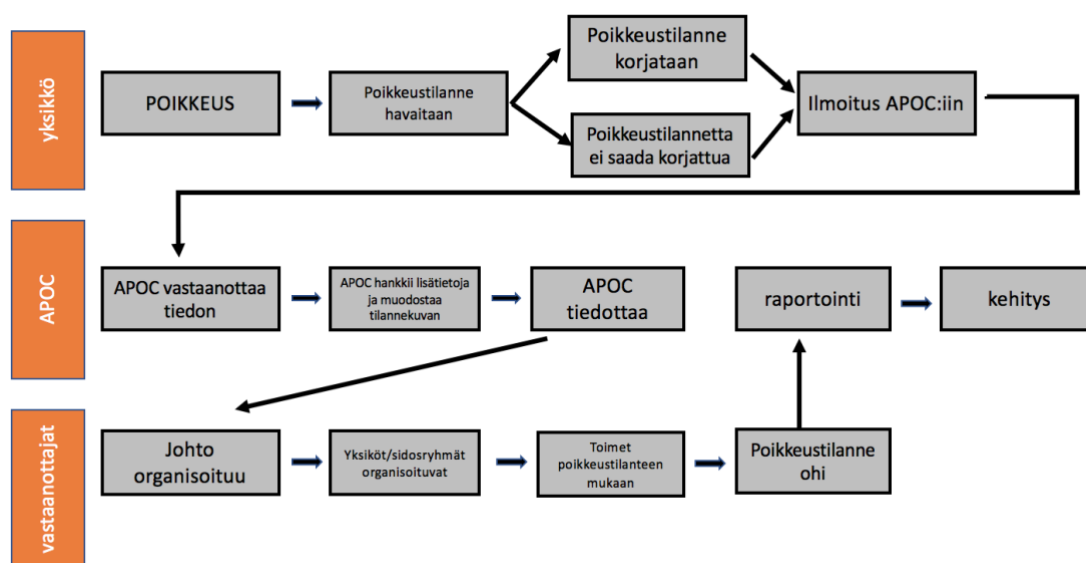 yksikkö
POIKKEUS
Poikkeustilanne
havaitaan
Poikkeustilanne
korjataan
Poikkeustilannetta
ei saada korjattua
Ilmoitus APOC:iin
APOC
APOC vastaanottaa
tiedon
APOC hankkii lisätietoja
ja muodostaa
tilannekuvan
APOC
tiedottaa
raportointi
kehitys
vastaanottajat
Johto
organisoituu
Yksiköt/sidosryhmät
organisoituvat
Toimet
poikkeustilanteen
mukaan
Poikkeustilanne
ohi